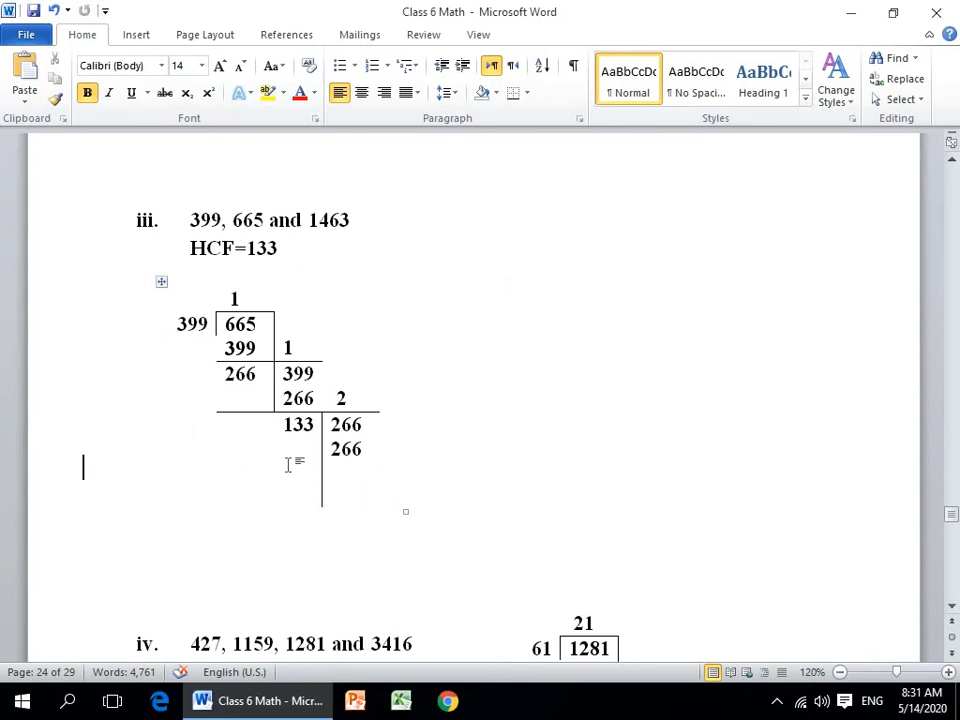 Class 6 Math - Microsoft Word
File Home Insert Page Layout References Mailings Review View
Calibri (Body) 14
Paste
AaBbCcDc AaBbCcDc AaBbCc
¶ Normal ¶ No Spaci... Heading 1
Change Styles
Find
Replace
Select
Clipboard Font Paragraph Styles Editing
iii. 399, 665 and 1463
HCF=133
1
399 665
399 1
266 399
266 2
133 266
266
21
iv. 427, 1159, 1281 and 3416 61 1281
Page: 24 of 29 Words: 4,761 English (U.S.) 120%
Class 6 Math - Micr...
ENG
8:31 AM
5/14/2020